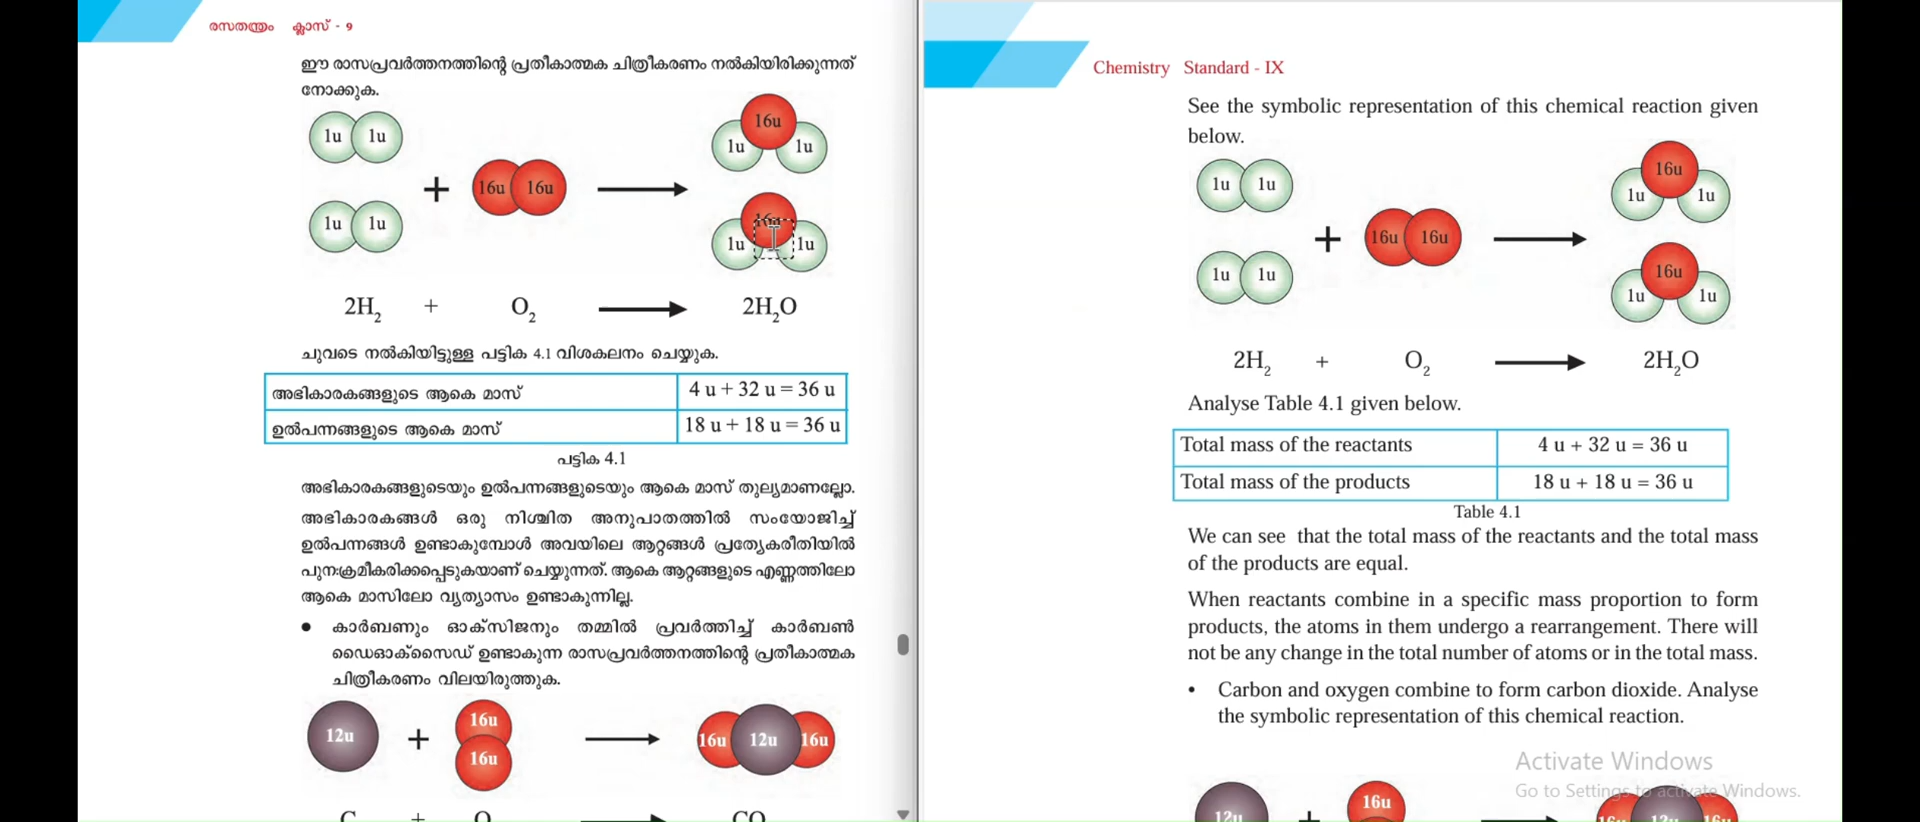 രസതന്ത്രം ക്ലാസ് - 9
ഈ രാസപ്രവർത്തനത്തിന്റെ പ്രതീകാത്മക ചിത്രീകരണം നൽകിയിരിക്കുന്നത്
നോക്കുക.
1u 1u
1u 1u
+
16u 16u
16u
1u 1u
16u
1u 1u
2H₂ + O₂ ⟶ 2H₂O
ചുവടെ നൽകിയിട്ടുള്ള പട്ടിക 4.1 വിശകലനം ചെയ്യുക.
അഭികാരകങ്ങളുടെ ആകെ മാസ് 4 u + 32 u = 36 u
ഉൽപന്നങ്ങളുടെ ആകെ മാസ് 18 u + 18 u = 36 u
പട്ടിക 4.1
അഭികാരകങ്ങളുടെയും ഉൽപന്നങ്ങളുടെയും ആകെ മാസ് തുല്യമാണല്ലോ.
അഭികാരകങ്ങൾ ഒരു നിശ്ചിത അനുപാതത്തിൽ സംയോജിച്ച്
ഉൽപന്നങ്ങൾ ഉണ്ടാകുമ്പോൾ അവയിലെ ആറ്റങ്ങൾ പ്രത്യേകരീതിയിൽ
പുനഃക്രമീകരിക്കപ്പെടുകയാണ് ചെയ്യുന്നത്. ആകെ ആറ്റങ്ങളുടെ എണ്ണത്തിലോ
ആകെ മാസിലോ വ്യത്യാസം ഉണ്ടാകുന്നില്ല.
• കാർബണും ഓക്സിജനും തമ്മിൽ പ്രവർത്തിച്ച് കാർബൺ
ഡൈഓക്സൈഡ് ഉണ്ടാകുന്ന രാസപ്രവർത്തനത്തിന്റെ പ്രതീകാത്മക
ചിത്രീകരണം വിലയിരുത്തുക.
12u
+
16u
16u
16u 12u 16u
Chemistry Standard - IX
See the symbolic representation of this chemical reaction given
below.
1u 1u
1u 1u
+
16u 16u
16u
1u 1u
16u
1u 1u
2H₂ + O₂ ⟶ 2H₂O
Analyse Table 4.1 given below.
Total mass of the reactants 4 u + 32 u = 36 u
Total mass of the products 18 u + 18 u = 36 u
Table 4.1
We can see that the total mass of the reactants and the total mass
of the products are equal.
When reactants combine in a specific mass proportion to form
products, the atoms in them undergo a rearrangement. There will
not be any change in the total number of atoms or in the total mass.
• Carbon and oxygen combine to form carbon dioxide. Analyse
the symbolic representation of this chemical reaction.
Activate Windows
Go to Settings to activate Windows.
12u
+
16u
16u 12u 16u